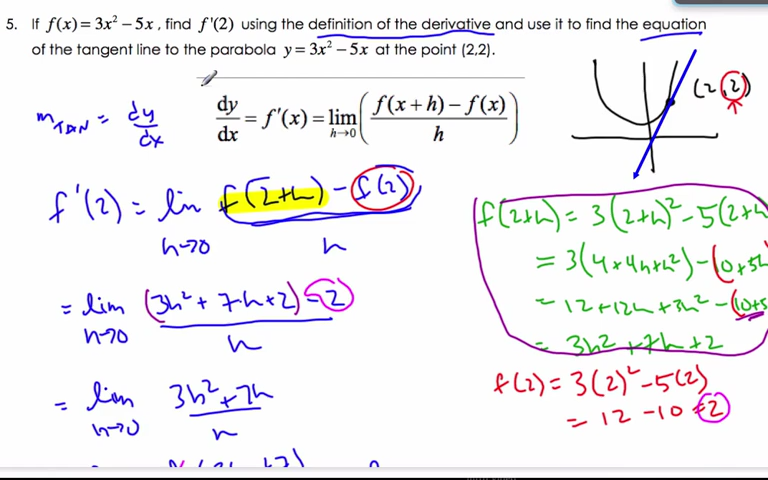 5. If f(x) = 3x² − 5x, find f'(2) using the definition of the derivative and use it to find the equation
of the tangent line to the parabola y = 3x² − 5x at the point (2,2).
m_TAN = dy/dx
dy/dx = f'(x) = lim h→0 ( (f(x+h) − f(x)) / h )
(2,2)
f'(2) = lim h→0 (f(2+h) − f(2)) / h
= lim h→0 ((3h² + 7h + 2) − 2) / h
= lim h→0 (3h² + 7h) / h
f(2+h) = 3(2+h)² − 5(2+h
= 3(4+4h+h²) − (10+5h
= 12+12h+3h² − (10+5
= 3h² + 7h + 2
f(2) = 3(2)² − 5(2)
= 12 − 10 = 2